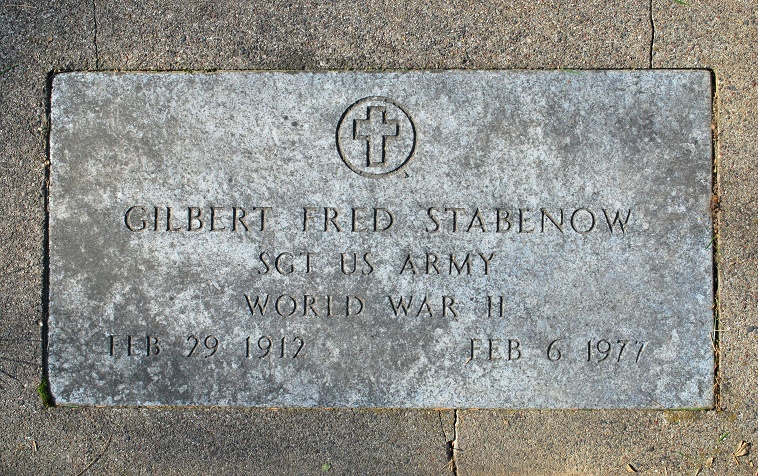 GILBERT FRED STABENOW
SGT US ARMY
WORLD WAR II
FEB 29 1912 FEB 6 1977